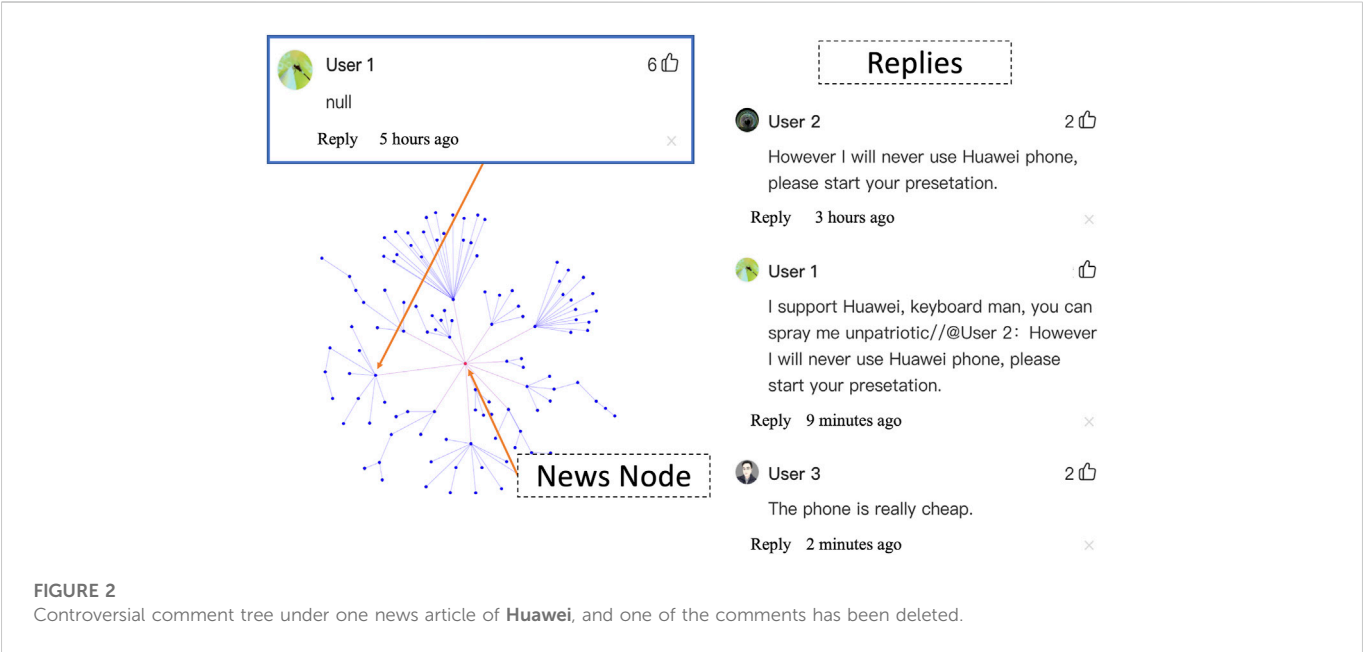 User 1
6
null
Reply 5 hours ago
×
News Node
Replies
User 2
2
However I will never use Huawei phone,
please start your presetation.
Reply 3 hours ago
×
User 1
I support Huawei, keyboard man, you can
spray me unpatriotic//@User 2: However
I will never use Huawei phone, please
start your presetation.
Reply 9 minutes ago
×
User 3
2
The phone is really cheap.
Reply 2 minutes ago
×
FIGURE 2
Controversial comment tree under one news article of Huawei, and one of the comments has been deleted.